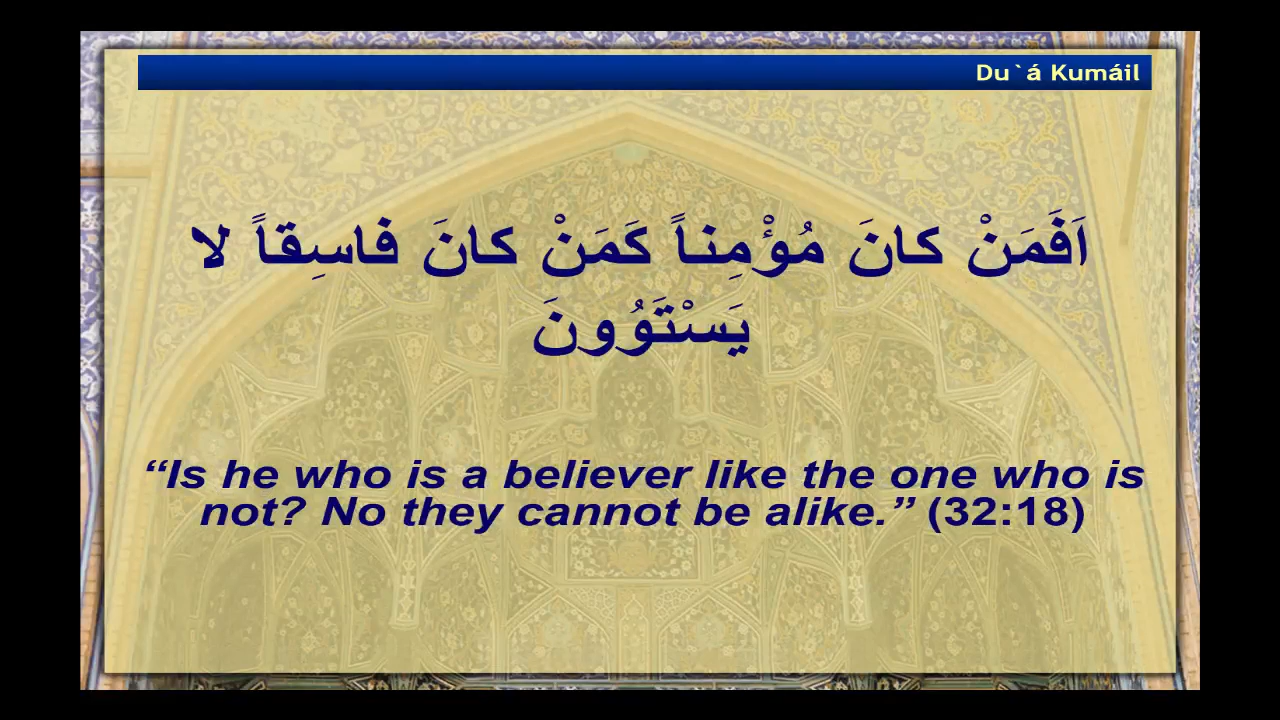 Du`á Kumáil
اَفَمَنْ كانَ مُؤْمِناً كَمَنْ كانَ فاسِقاً لا
يَسْتَوُونَ
“Is he who is a believer like the one who is
not? No they cannot be alike.” (32:18)